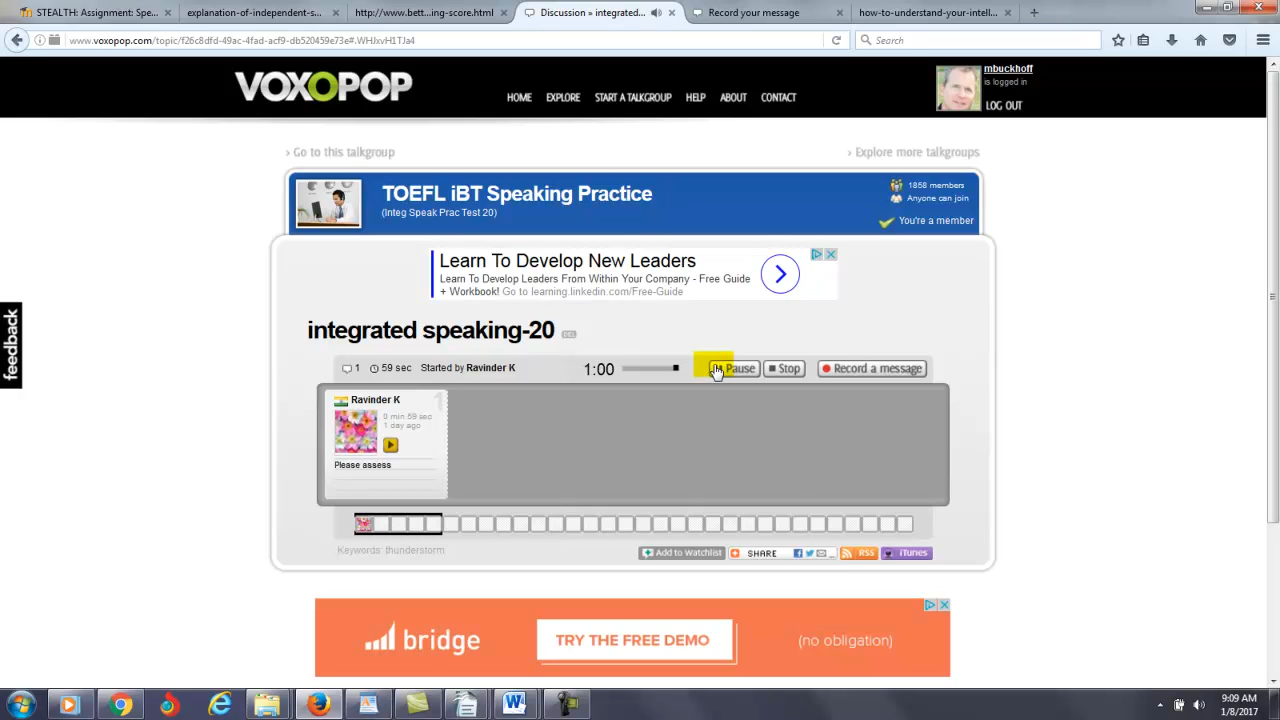 STEALTH: Assignment: Spe...
explanation-of-independent-s...
http://www.bett...ing-score.html
Discussion » integrated...
Record your message
how-to-understand-your-intell...
www.voxopop.com/topic/f26c8dfd-49ac-4fad-acf9-db520459e73e#.WHJxvH1TJa4
Search
VOXOPOP
HOME
EXPLORE
START A TALKGROUP
HELP
ABOUT
CONTACT
mbuckhoff
is logged in
LOG OUT
› Go to this talkgroup
› Explore more talkgroups
TOEFL iBT Speaking Practice
(Integ Speak Prac Test 20)
1858 members
Anyone can join
You're a member
Learn To Develop New Leaders
Learn To Develop Leaders From Within Your Company - Free Guide
+ Workbook! Go to learning.linkedin.com/Free-Guide
feedback
integrated speaking-20
1
59 sec
Started by Ravinder K
1:00
Pause
Stop
Record a message
Ravinder K
1
0 min 59 sec
1 day ago
Please assess
Keywords: thunderstorm
Add to Watchlist
SHARE
RSS
iTunes
bridge
TRY THE FREE DEMO
(no obligation)
9:09 AM
1/8/2017